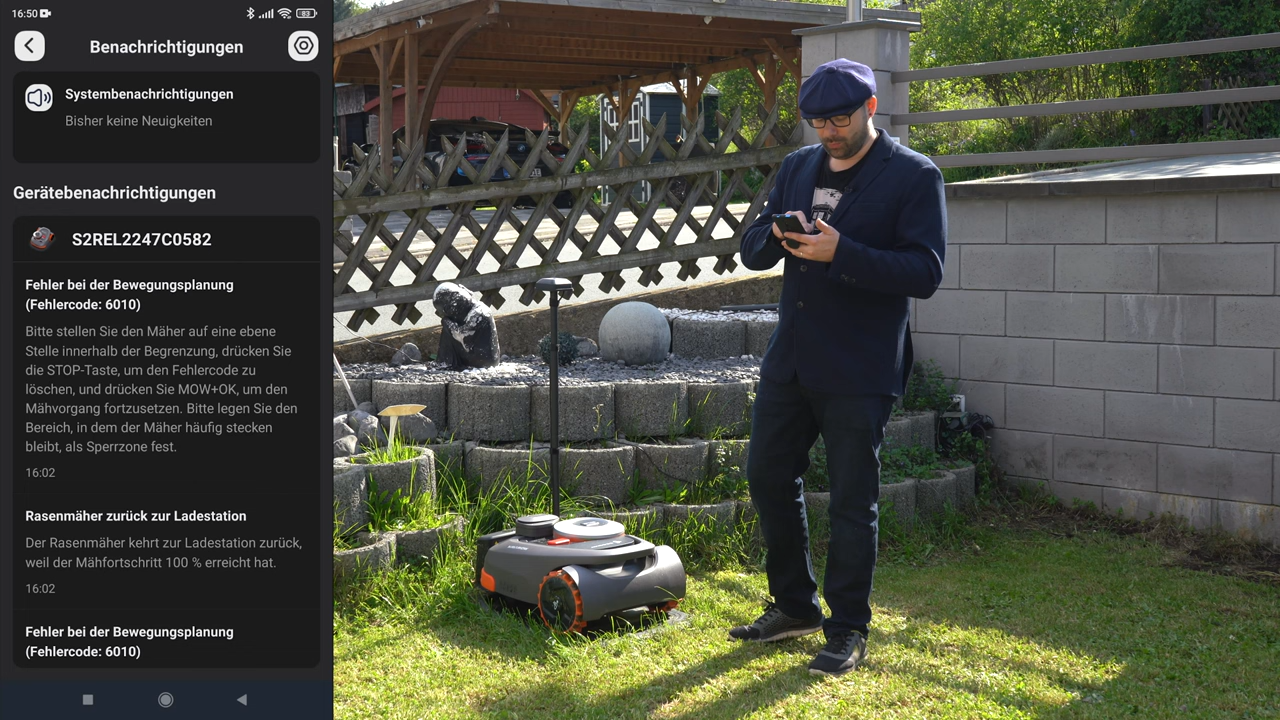 16:50
83
Benachrichtigungen
Systembenachrichtigungen
Bisher keine Neuigkeiten
Gerätebenachrichtigungen
S2REL2247C0582
Fehler bei der Bewegungsplanung
(Fehlercode: 6010)
Bitte stellen Sie den Mäher auf eine ebene
Stelle innerhalb der Begrenzung, drücken Sie
die STOP-Taste, um den Fehlercode zu
löschen, und drücken Sie MOW+OK, um den
Mähvorgang fortzusetzen. Bitte legen Sie den
Bereich, in dem der Mäher häufig stecken
bleibt, als Sperrzone fest.
16:02
Rasenmäher zurück zur Ladestation
Der Rasenmäher kehrt zur Ladestation zurück,
weil der Mähfortschritt 100 % erreicht hat.
16:02
Fehler bei der Bewegungsplanung
(Fehlercode: 6010)